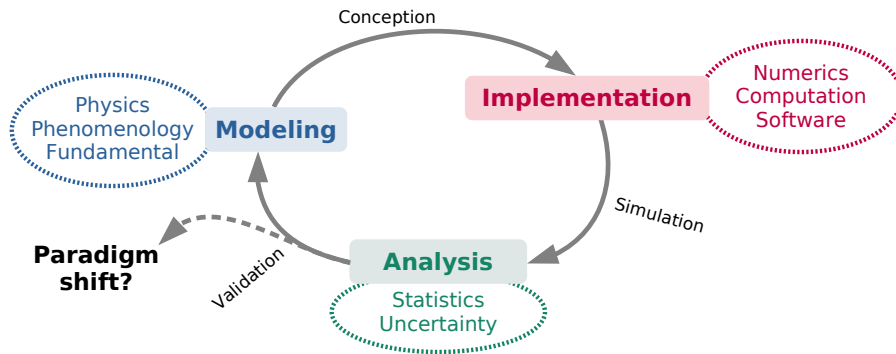 Conception
Physics
Phenomenology
Fundamental
Modeling
Implementation
Numerics
Computation
Software
Simulation
Analysis
Statistics
Uncertainty
Validation
Paradigm
shift?